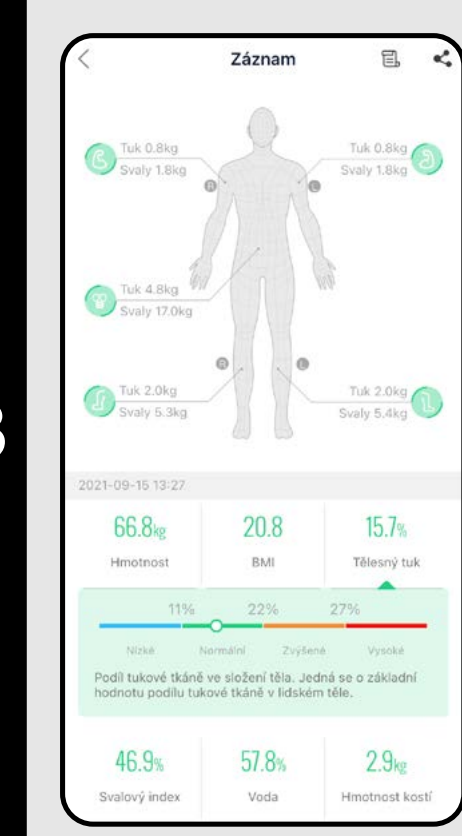 Záznam
Tuk 0.8kg
Svaly 1.8kg
Tuk 0.8kg
Svaly 1.8kg
R
L
Tuk 4.8kg
Svaly 17.0kg
R
L
Tuk 2.0kg
Svaly 5.3kg
Tuk 2.0kg
Svaly 5.4kg
2021-09-15 13:27
66.8kg
20.8
15.7%
Hmotnost
BMI
Tělesný tuk
11% 22% 27%
Nízké Normální Zvýšené Vysoké
Podíl tukové tkáně ve složení těla. Jedná se o základní
hodnotu podílu tukové tkáně v lidském těle.
46.9%
57.8%
2.9kg
Svalový index
Voda
Hmotnost kostí